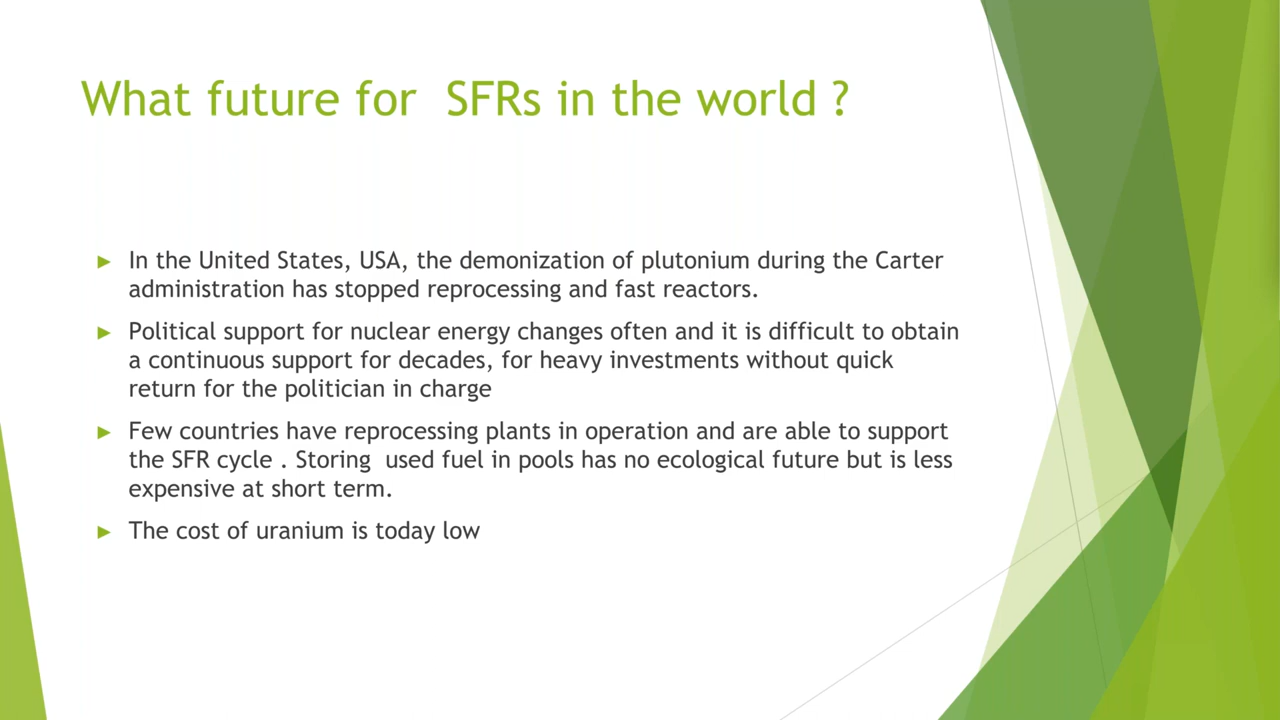 What future for  SFRs in the world ?
In the United States, USA, the demonization of plutonium during the Carter
administration has stopped reprocessing and fast reactors.
Political support for nuclear energy changes often and it is difficult to obtain
a continuous support for decades, for heavy investments without quick
return for the politician in charge
Few countries have reprocessing plants in operation and are able to support
the SFR cycle . Storing  used fuel in pools has no ecological future but is less
expensive at short term.
The cost of uranium is today low